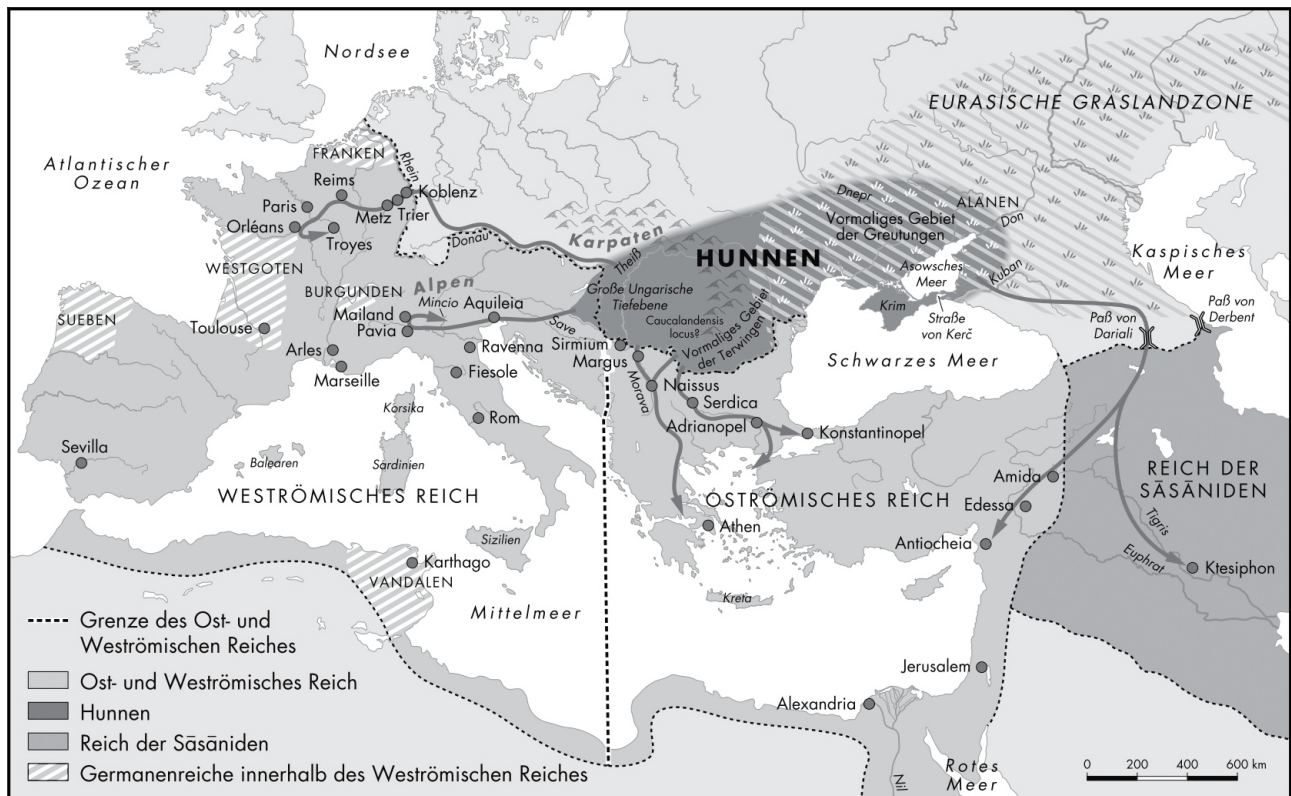 Nordsee
Atlantischer
Ozean
EURASISCHE GRASLANDZONE
FRANKEN
Rhein
Reims
Koblenz
Paris
Metz
Trier
Orléans
Troyes
Donau
Karpaten
Theiß
Dnepr
ALANEN
Don
Vormaliges Gebiet
der Greutungen
HUNNEN
Asowsches
Meer
Kuban
Kaspisches
Meer
WESTGOTEN
BURGUNDEN
Alpen
Mincio
Aquileia
Große Ungarische
Tiefebene
Krim
Straße
von Kerč
Paß von
Dariali
Paß von
Derbent
SUEBEN
Mailand
Pavia
Toulouse
Save
Caucalandensis
locus?
Sirmium
Margus
Vormaliges Gebiet
der Terwingen
Schwarzes Meer
Arles
Marseille
Ravenna
Fiesole
Morava
Naissus
Serdica
Korsika
Rom
Adrianopel
Konstantinopel
Sevilla
Balearen
Sardinien
WESTRÖMISCHES REICH
OSTRÖMISCHES REICH
Amida
Edessa
REICH DER
SĀSĀNIDEN
Athen
Antiocheia
Tigris
Euphrat
Ktesiphon
Sizilien
Karthago
VANDALEN
Kreta
Mittelmeer
Jerusalem
Alexandria
Nil
Rotes
Meer
Grenze des Ost- und
Weströmischen Reiches
Ost- und Weströmisches Reich
Hunnen
Reich der Sāsāniden
Germanenreiche innerhalb des Weströmischen Reiches
0 200 400 600 km